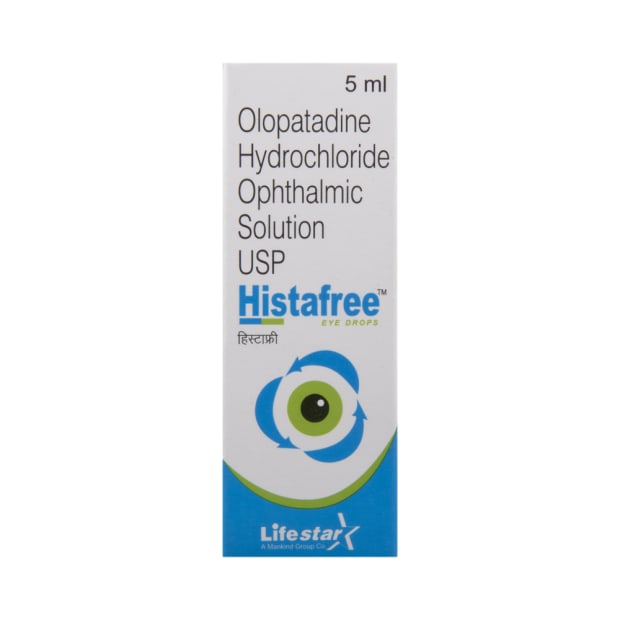 5 ml
Olopatadine
Hydrochloride
Ophthalmic
Solution
USP
Histafree™
EYE DROPS
हिस्टाफ्री
Lifestar
A Mankind Group Co.